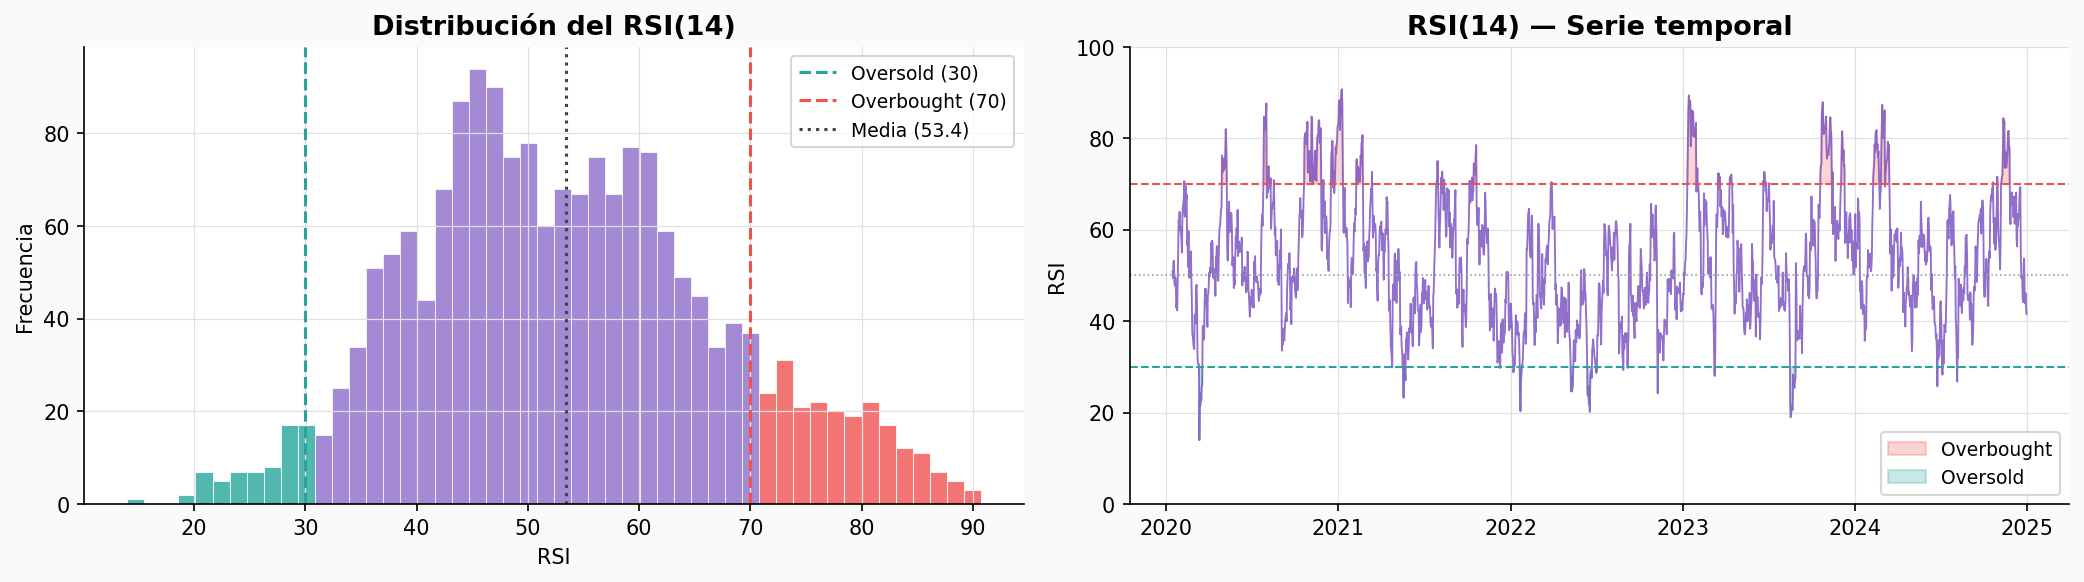 Distribución del RSI(14)
Frecuencia
80
60
40
20
0
20 30 40 50 60 70 80 90
RSI
Oversold (30)
Overbought (70)
Media (53.4)
RSI(14) — Serie temporal
RSI
100
80
60
40
20
0
2020 2021 2022 2023 2024 2025
Overbought
Oversold